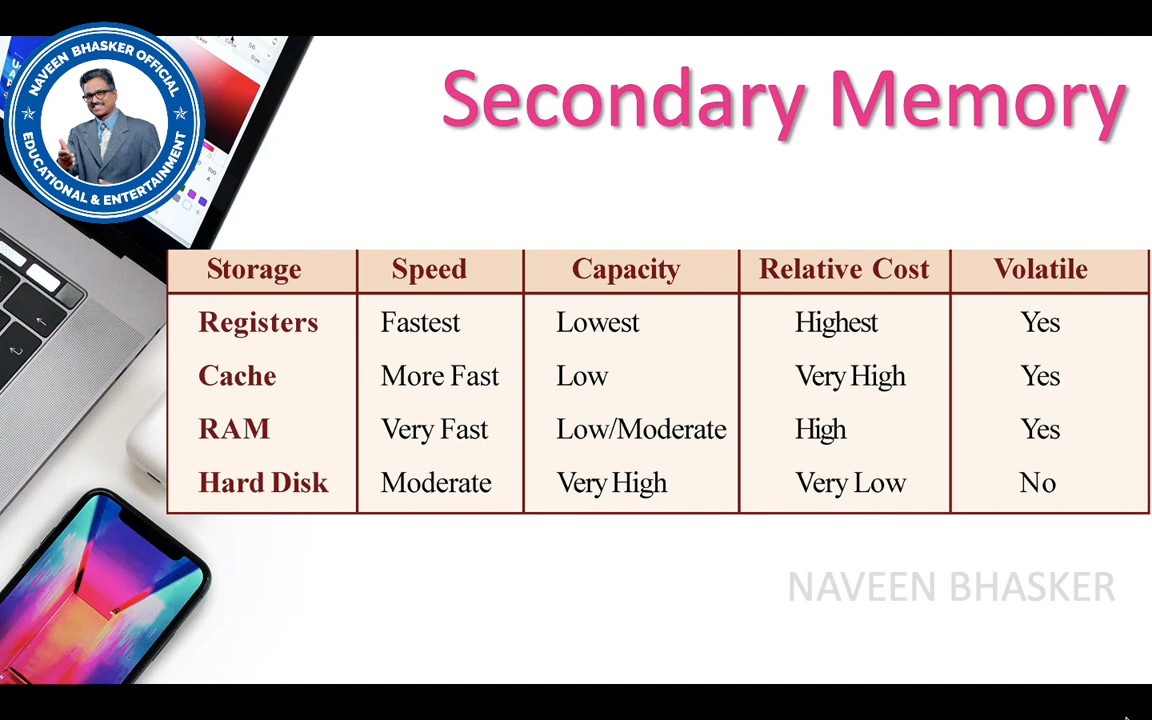 NAVEEN BHASKER OFFICIAL
EDUCATIONAL & ENTERTAINMENT
Secondary Memory
Storage Speed Capacity Relative Cost Volatile
Registers Fastest Lowest Highest Yes
Cache More Fast Low Very High Yes
RAM Very Fast Low/Moderate High Yes
Hard Disk Moderate Very High Very Low No
NAVEEN BHASKER